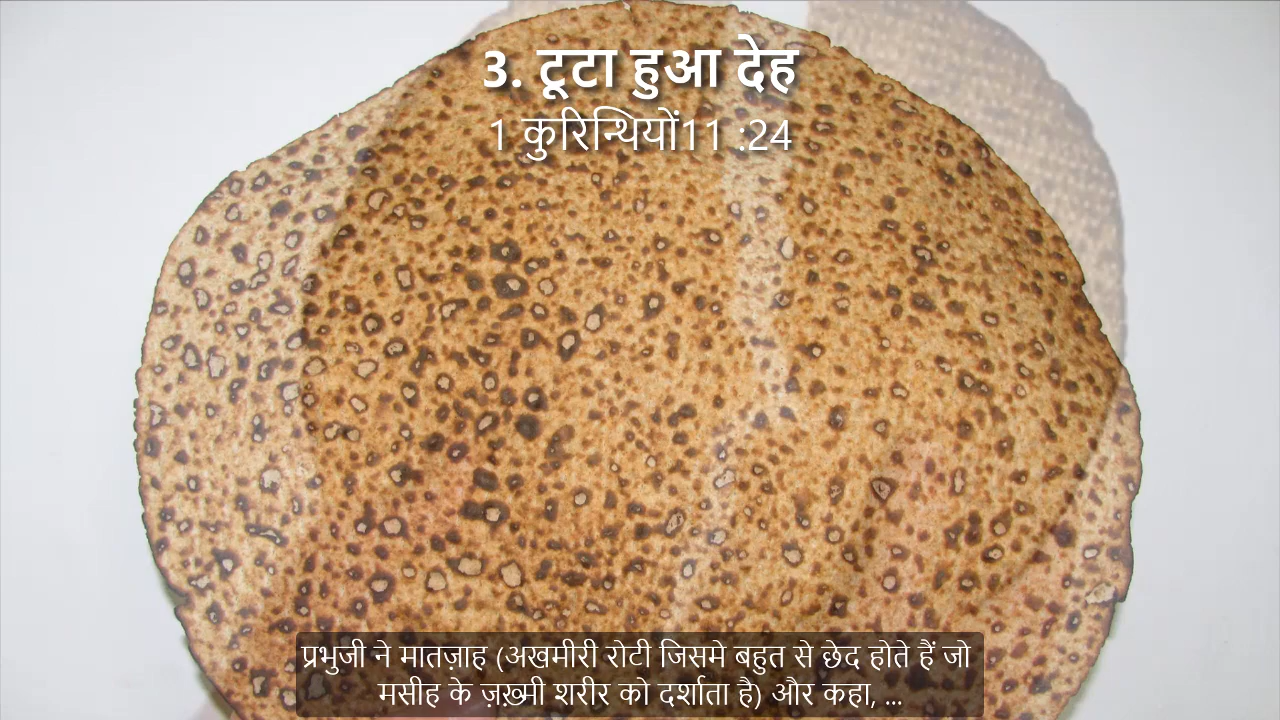 3. टूटा हुआ देह
1 कुरिन्थियों11 :24
प्रभुजी ने मातज़ाह (अखमीरी रोटी जिसमे बहुत से छेद होते हैं जो
मसीह के ज़ख़्मी शरीर को दर्शाता है) और कहा, ...